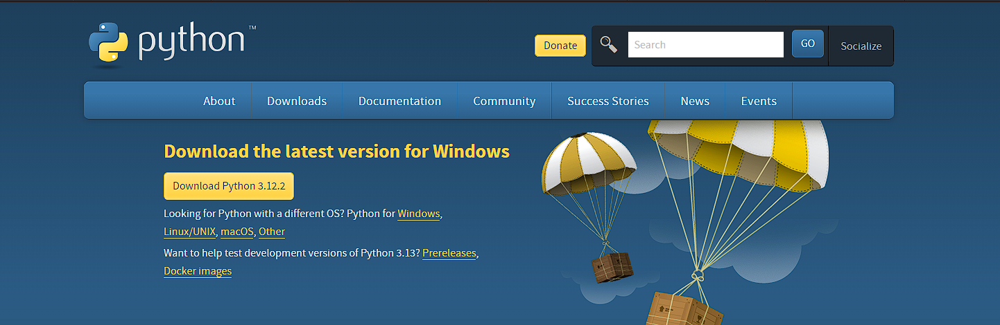 python™
Donate
Search
GO
Socialize
About Downloads Documentation Community Success Stories News Events
Download the latest version for Windows
Download Python 3.12.2
Looking for Python with a different OS? Python for Windows,
Linux/UNIX, macOS, Other
Want to help test development versions of Python 3.13? Prereleases,
Docker images